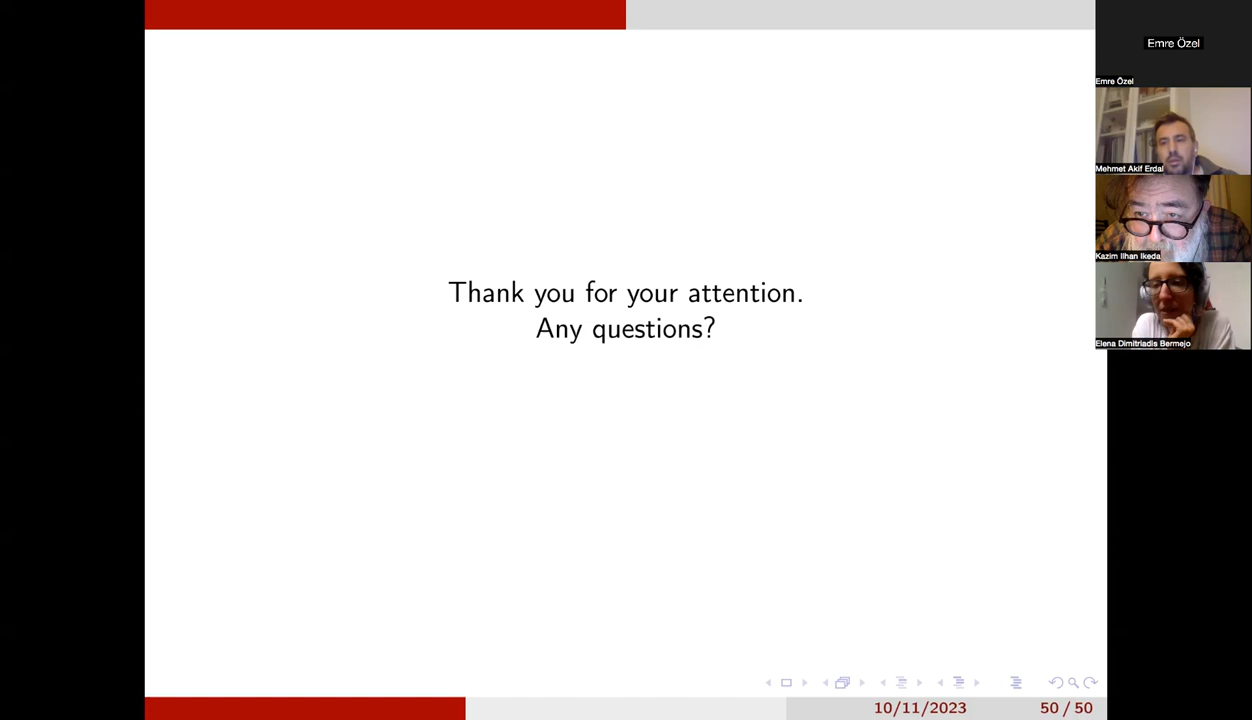 Emre Özel
Emre Özel
Mehmet Akif Erdal
Kazim Ilhan Ikeda
Elena Dimitriadis Bermejo
Thank you for your attention.
Any questions?
10/11/2023 50 / 50